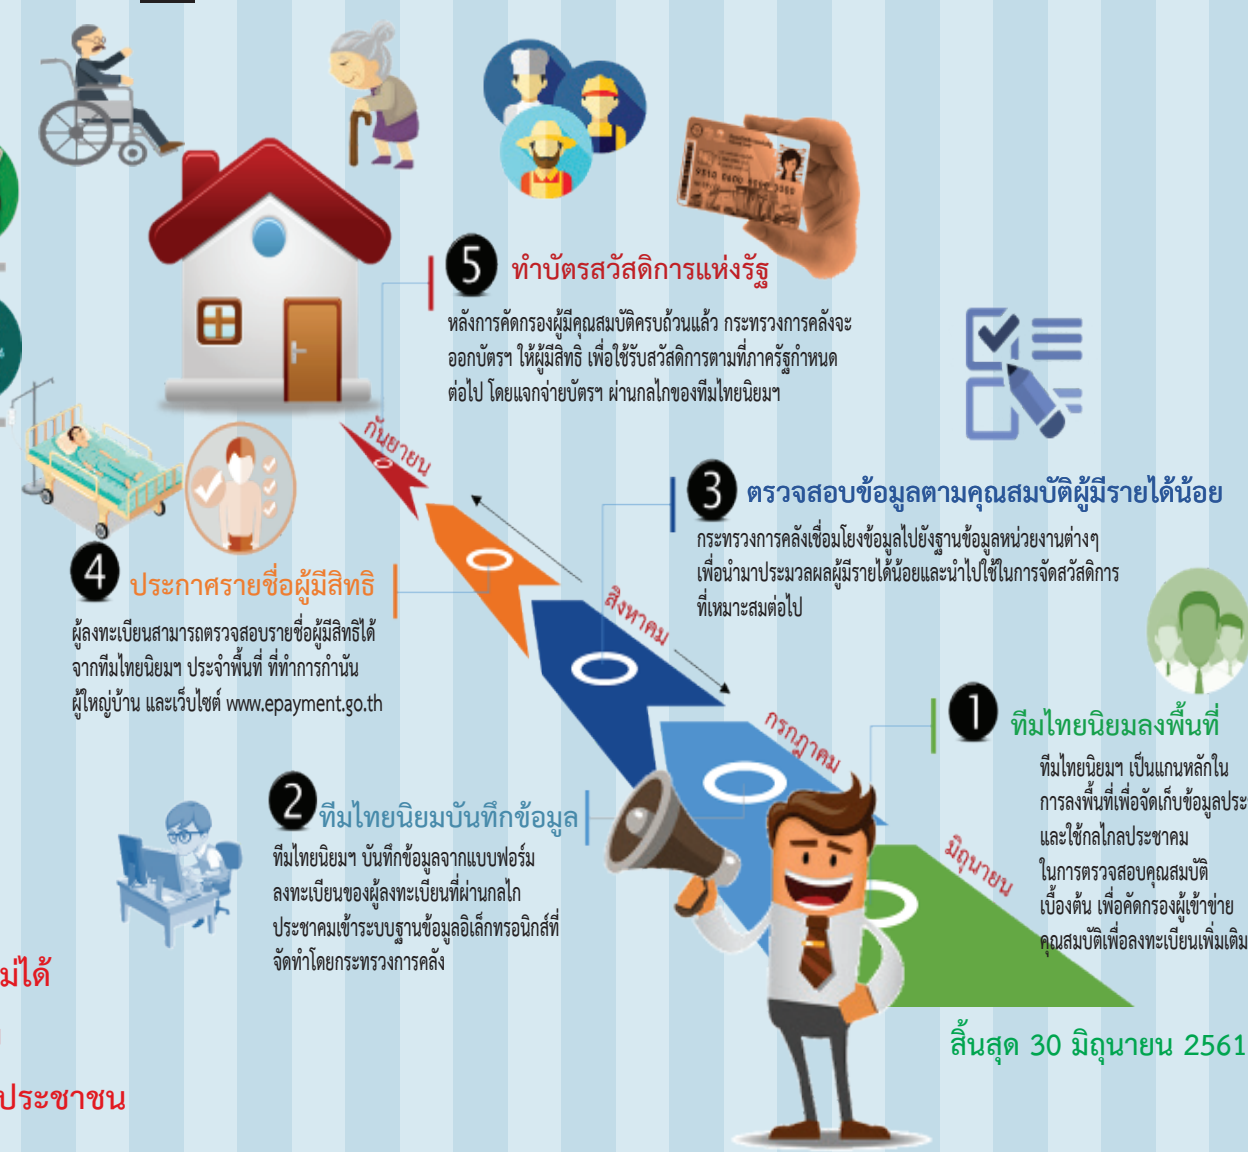 5
ทำบัตรสวัสดิการแห่งรัฐ
หลังการคัดกรองผู้มีคุณสมบัติครบถ้วนแล้ว กระทรวงการคลังจะ
ออกบัตรฯ ให้ผู้มีสิทธิ เพื่อใช้รับสวัสดิการตามที่ภาครัฐกำหนด
ต่อไป โดยแจกจ่ายบัตรฯ ผ่านกลไกของทีมไทยนิยมฯ
กันยายน
3
ตรวจสอบข้อมูลตามคุณสมบัติผู้มีรายได้น้อย
กระทรวงการคลังเชื่อมโยงข้อมูลไปยังฐานข้อมูลหน่วยงานต่างๆ
เพื่อนำมาประมวลผลผู้มีรายได้น้อยและนำไปใช้ในการจัดสวัสดิการ
ที่เหมาะสมต่อไป
4
ประกาศรายชื่อผู้มีสิทธิ
ผู้ลงทะเบียนสามารถตรวจสอบรายชื่อผู้มีสิทธิได้
จากทีมไทยนิยมฯ ประจำพื้นที่ ที่ทำการกำนัน
ผู้ใหญ่บ้าน และเว็บไซต์ www.epayment.go.th
สิงหาคม
1
ทีมไทยนิยมลงพื้นที่
ทีมไทยนิยมฯ เป็นแกนหลักใน
การลงพื้นที่เพื่อจัดเก็บข้อมูลประ
และใช้กลไกลประชาคม
ในการตรวจสอบคุณสมบัติ
เบื้องต้น เพื่อคัดกรองผู้เข้าข่าย
คุณสมบัติเพื่อลงทะเบียนเพิ่มเติม
กรกฎาคม
2
ทีมไทยนิยมบันทึกข้อมูล
ทีมไทยนิยมฯ บันทึกข้อมูลจากแบบฟอร์ม
ลงทะเบียนของผู้ลงทะเบียนที่ผ่านกลไก
ประชาคมเข้าระบบฐานข้อมูลอิเล็กทรอนิกส์ที่
จัดทำโดยกระทรวงการคลัง
มิถุนายน
ม่ได้
ประชาชน
สิ้นสุด 30 มิถุนายน 2561